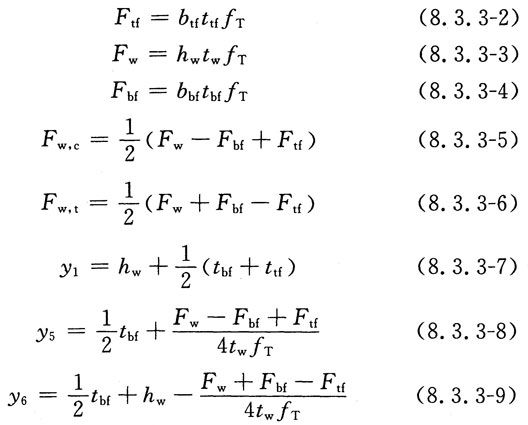 F_tf = b_tf t_tf f_T (8.3.3-2)
F_w = h_w t_w f_T (8.3.3-3)
F_bf = b_bf t_bf f_T (8.3.3-4)
F_w,c = 1/2 (F_w − F_bf + F_tf) (8.3.3-5)
F_w,t = 1/2 (F_w + F_bf − F_tf) (8.3.3-6)
y_1 = h_w + 1/2 (t_bf + t_tf) (8.3.3-7)
y_5 = 1/2 t_bf + (F_w − F_bf + F_tf)/(4t_w f_T) (8.3.3-8)
y_6 = 1/2 t_bf + h_w − (F_w + F_bf − F_tf)/(4t_w f_T) (8.3.3-9)